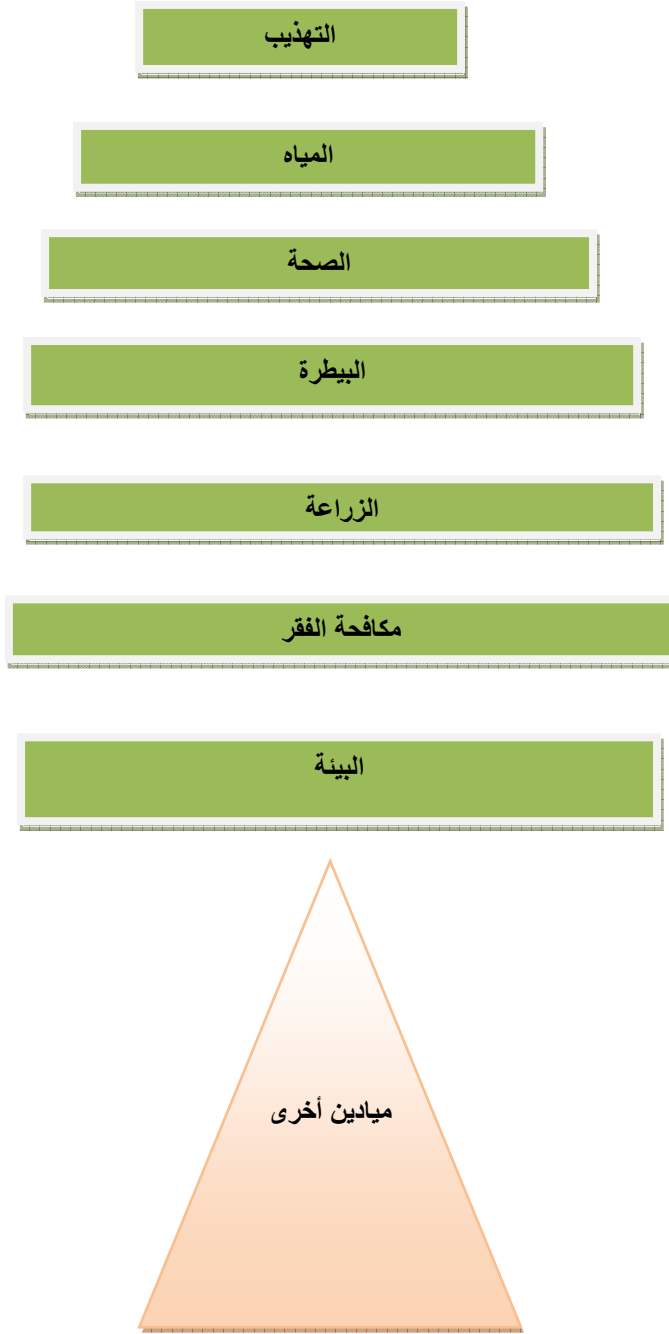 التهذيب
المياه
الصحة
البيطرة
الزراعة
مكافحة الفقر
البيئة
ميادين أخرى